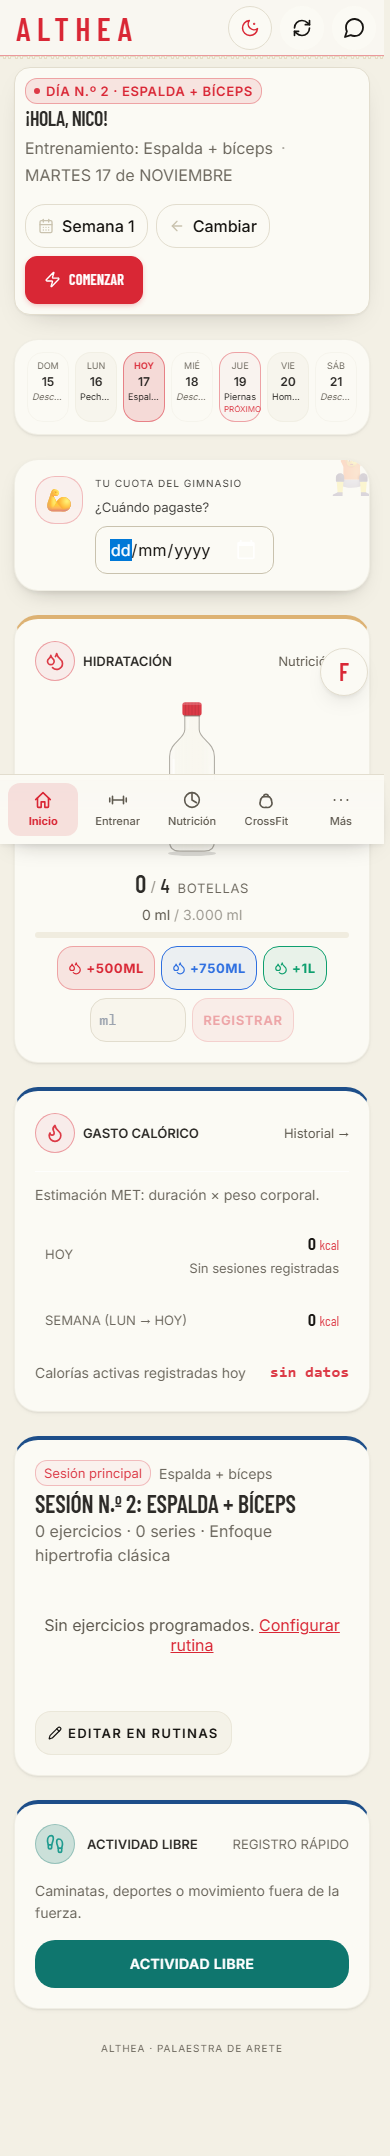 ALTHEA
DÍA N.º 2 · ESPALDA + BÍCEPS
¡HOLA, NICO!
Entrenamiento: Espalda + bíceps ·
MARTES 17 de NOVIEMBRE
Semana 1 Cambiar
COMENZAR
DOM LUN HOY MIÉ JUE VIE SÁB
15 16 17 18 19 20 21
Desc... Pech... Espal... Desc... Piernas Hom... Desc...
PRÓXIMO
TU CUOTA DEL GIMNASIO
¿Cuándo pagaste?
dd/mm/yyyy
HIDRATACIÓN
F
Inicio Entrenar Nutrición CrossFit Más
0 / 4 BOTELLAS
0 ml / 3.000 ml
+500ML +750ML +1L
ml REGISTRAR
GASTO CALÓRICO Historial →
Estimación MET: duración × peso corporal.
HOY 0 kcal
Sin sesiones registradas
SEMANA (LUN → HOY) 0 kcal
Calorías activas registradas hoy sin datos
Sesión principal Espalda + bíceps
SESIÓN N.º 2: ESPALDA + BÍCEPS
0 ejercicios · 0 series · Enfoque
hipertrofia clásica
Sin ejercicios programados. Configurar
rutina
EDITAR EN RUTINAS
ACTIVIDAD LIBRE REGISTRO RÁPIDO
Caminatas, deportes o movimiento fuera de la
fuerza.
ACTIVIDAD LIBRE
ALTHEA · PALAESTRA DE ARETE